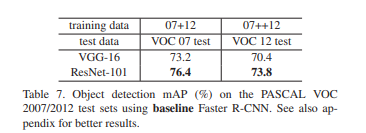 training data 07+12 07++12
test data VOC 07 test VOC 12 test
VGG-16 73.2 70.4
ResNet-101 76.4 73.8
Table 7. Object detection mAP (%) on the PASCAL VOC
2007/2012 test sets using baseline Faster R-CNN. See also ap-
pendix for better results.